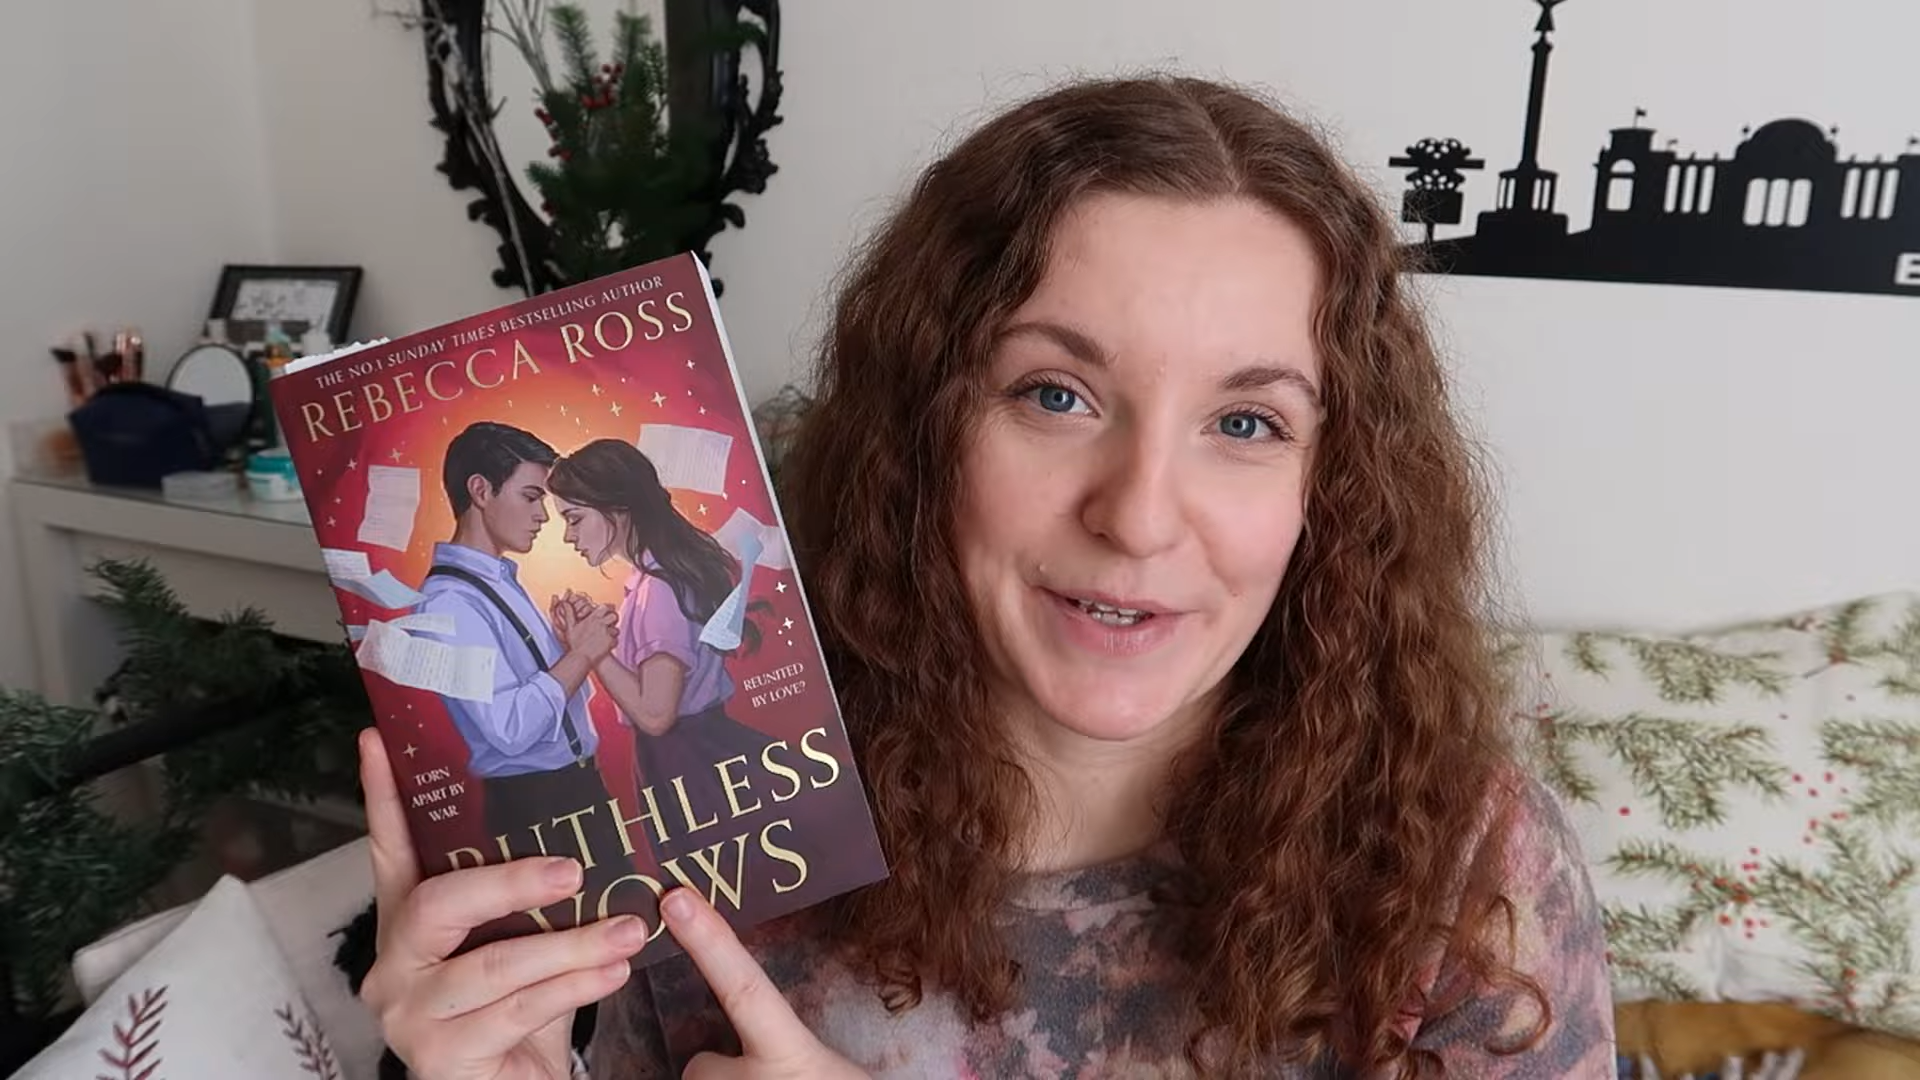 THE NO.1 SUNDAY TIMES BESTSELLING AUTHOR
REBECCA ROSS
REUNITED
BY LOVE?
TORN
APART BY
WAR
RUTHLESS
VOWS